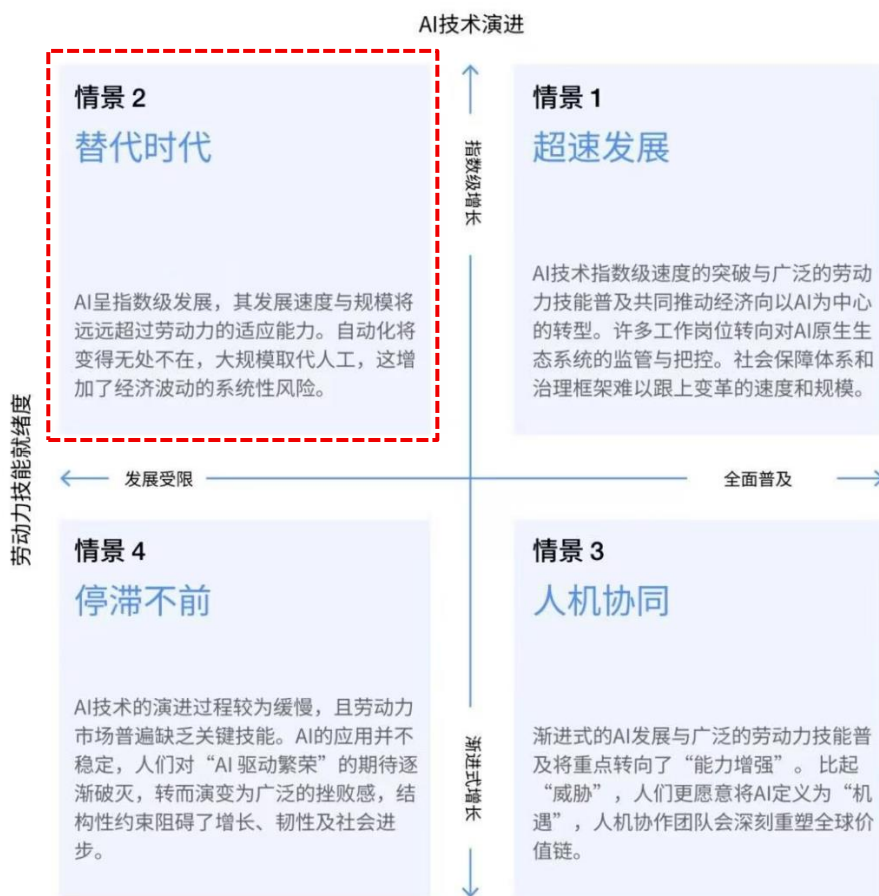 AI技术演进
情景 2
替代时代
AI呈指数级发展，其发展速度与规模将
远远超过劳动力的适应能力。自动化将
变得无处不在，大规模取代人工，这增
加了经济波动的系统性风险。
指数级增长
情景 1
超速发展
AI技术指数级速度的突破与广泛的劳动
力技能普及共同推动经济向以AI为中心
的转型。许多工作岗位转向对AI原生生
态系统的监管与把控。社会保障体系和
治理框架难以跟上变革的速度和规模。
劳动力技能就绪度
发展受限
全面普及
情景 4
停滞不前
AI技术的演进过程较为缓慢，且劳动力
市场普遍缺乏关键技能。AI的应用并不
稳定，人们对“AI 驱动繁荣”的期待逐
渐破灭，转而演变为广泛的挫败感，结
构性约束阻碍了增长、韧性及社会进
步。
渐进式增长
情景 3
人机协同
渐进式的AI发展与广泛的劳动力技能普
及将重点转向了“能力增强”。 比起
“威胁”，人们更愿意将AI定义为“机
遇”，人机协作团队会深刻重塑全球价
值链。